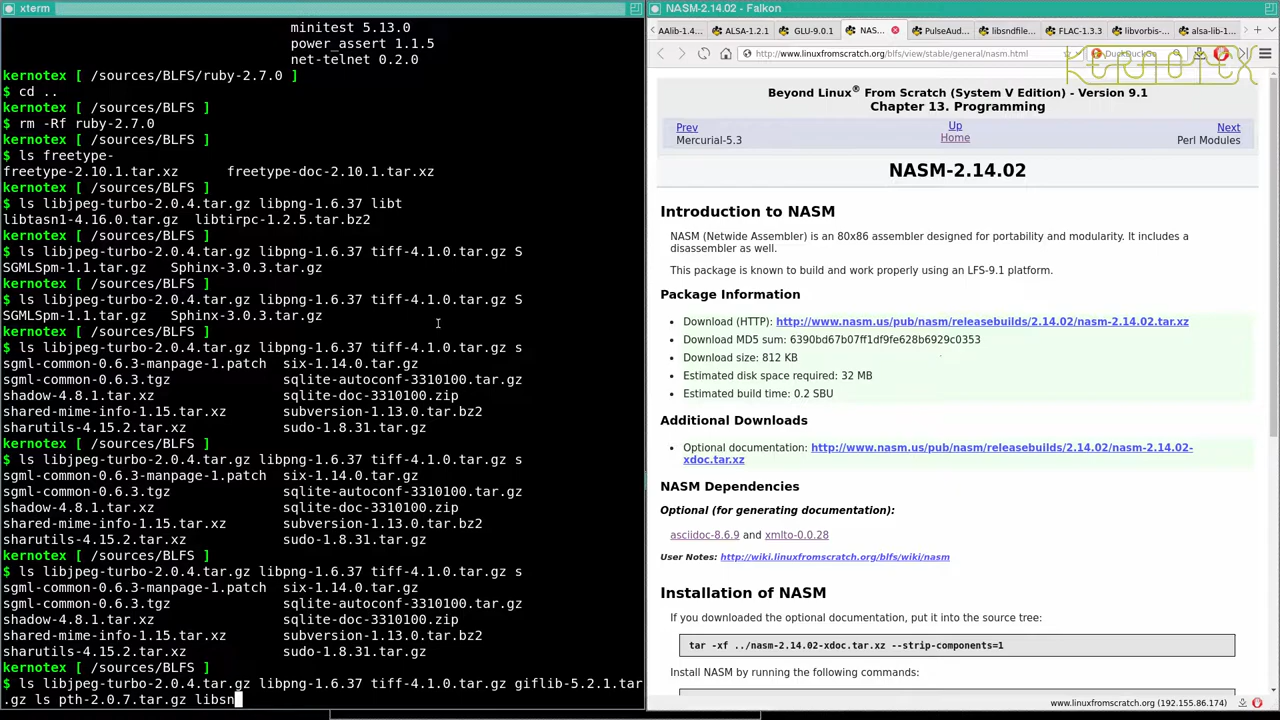 xterm
minitest 5.13.0
power_assert 1.1.5
net-telnet 0.2.0
kernotex [ /sources/BLFS/ruby-2.7.0 ]
$ cd ..
kernotex [ /sources/BLFS ]
$ rm -Rf ruby-2.7.0
kernotex [ /sources/BLFS ]
$ ls freetype-
freetype-2.10.1.tar.xz freetype-doc-2.10.1.tar.xz
kernotex [ /sources/BLFS ]
$ ls libjpeg-turbo-2.0.4.tar.gz libpng-1.6.37 libt
libtasn1-4.16.0.tar.gz libtirpc-1.2.5.tar.bz2
kernotex [ /sources/BLFS ]
$ ls libjpeg-turbo-2.0.4.tar.gz libpng-1.6.37 tiff-4.1.0.tar.gz S
SGMLSpm-1.1.tar.gz Sphinx-3.0.3.tar.gz
kernotex [ /sources/BLFS ]
$ ls libjpeg-turbo-2.0.4.tar.gz libpng-1.6.37 tiff-4.1.0.tar.gz S
SGMLSpm-1.1.tar.gz Sphinx-3.0.3.tar.gz
kernotex [ /sources/BLFS ]
$ ls libjpeg-turbo-2.0.4.tar.gz libpng-1.6.37 tiff-4.1.0.tar.gz s
sgml-common-0.6.3-manpage-1.patch six-1.14.0.tar.gz
sgml-common-0.6.3.tgz sqlite-autoconf-3310100.tar.gz
shadow-4.8.1.tar.xz sqlite-doc-3310100.zip
shared-mime-info-1.15.tar.xz subversion-1.13.0.tar.bz2
sharutils-4.15.2.tar.xz sudo-1.8.31.tar.gz
kernotex [ /sources/BLFS ]
$ ls libjpeg-turbo-2.0.4.tar.gz libpng-1.6.37 tiff-4.1.0.tar.gz s
sgml-common-0.6.3-manpage-1.patch six-1.14.0.tar.gz
sgml-common-0.6.3.tgz sqlite-autoconf-3310100.tar.gz
shadow-4.8.1.tar.xz sqlite-doc-3310100.zip
shared-mime-info-1.15.tar.xz subversion-1.13.0.tar.bz2
sharutils-4.15.2.tar.xz sudo-1.8.31.tar.gz
kernotex [ /sources/BLFS ]
$ ls libjpeg-turbo-2.0.4.tar.gz libpng-1.6.37 tiff-4.1.0.tar.gz s
sgml-common-0.6.3-manpage-1.patch six-1.14.0.tar.gz
sgml-common-0.6.3.tgz sqlite-autoconf-3310100.tar.gz
shadow-4.8.1.tar.xz sqlite-doc-3310100.zip
shared-mime-info-1.15.tar.xz subversion-1.13.0.tar.bz2
sharutils-4.15.2.tar.xz sudo-1.8.31.tar.gz
kernotex [ /sources/BLFS ]
$ ls libjpeg-turbo-2.0.4.tar.gz libpng-1.6.37 tiff-4.1.0.tar.gz giflib-5.2.1.tar
.gz ls pth-2.0.7.tar.gz libsn
NASM-2.14.02 - Falkon
AAlib-1.4... ALSA-1.2.1 GLU-9.0.1 NAS... PulseAud... libsndfile... FLAC-1.3.3 libvorbis-... alsa-lib-1...
http://www.linuxfromscratch.org/blfs/view/stable/general/nasm.html DuckDuckGo
KERNOTEX
Beyond Linux® From Scratch (System V Edition) - Version 9.1
Chapter 13. Programming
Prev Up Next
Mercurial-5.3 Home Perl Modules
NASM-2.14.02
Introduction to NASM
NASM (Netwide Assembler) is an 80x86 assembler designed for portability and modularity. It includes a
disassembler as well.
This package is known to build and work properly using an LFS-9.1 platform.
Package Information
• Download (HTTP): http://www.nasm.us/pub/nasm/releasebuilds/2.14.02/nasm-2.14.02.tar.xz
• Download MD5 sum: 6390bd67b07ff1df9fe628b6929c0353
• Download size: 812 KB
• Estimated disk space required: 32 MB
• Estimated build time: 0.2 SBU
Additional Downloads
• Optional documentation: http://www.nasm.us/pub/nasm/releasebuilds/2.14.02/nasm-2.14.02-
xdoc.tar.xz
NASM Dependencies
Optional (for generating documentation):
asciidoc-8.6.9 and xmlto-0.0.28
User Notes: http://wiki.linuxfromscratch.org/blfs/wiki/nasm
Installation of NASM
If you downloaded the optional documentation, put it into the source tree:
tar -xf ../nasm-2.14.02-xdoc.tar.xz --strip-components=1
Install NASM by running the following commands:
www.linuxfromscratch.org (192.155.86.174)